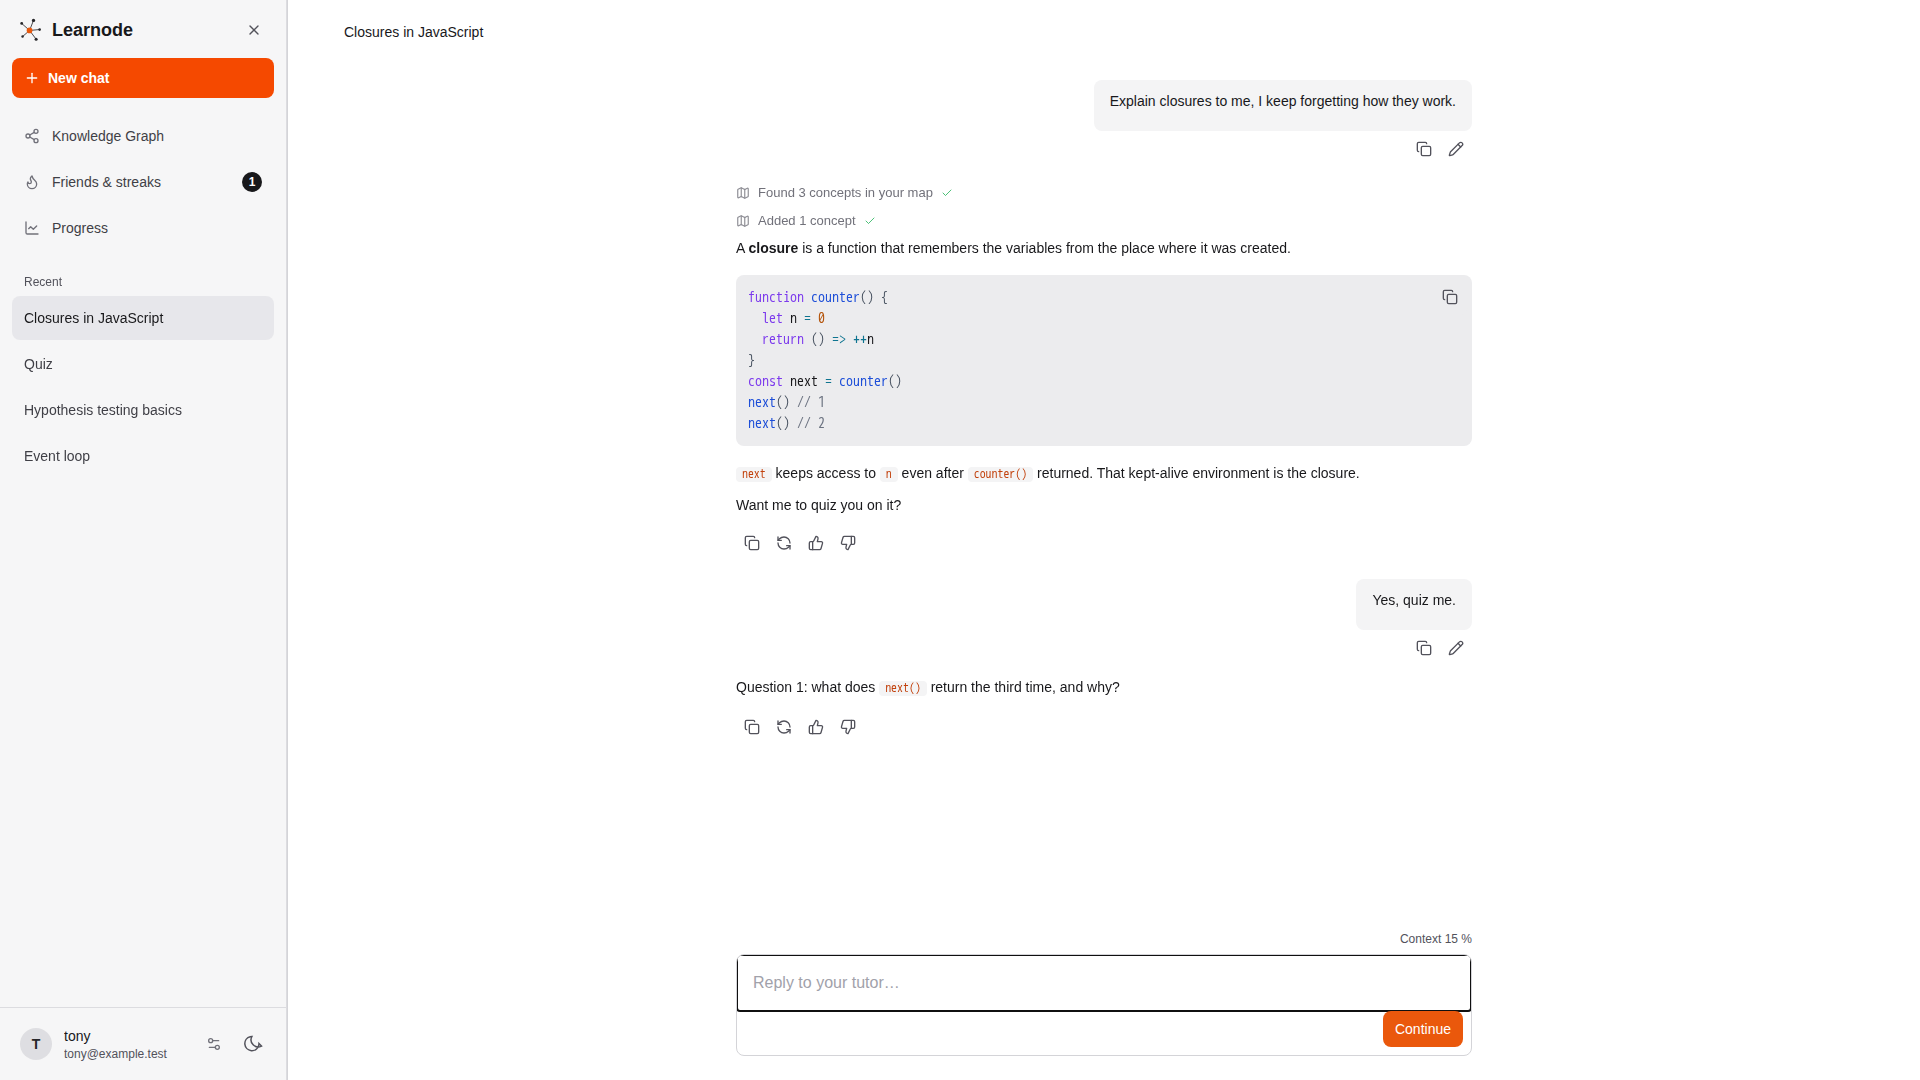 Learnode
New chat
Knowledge Graph
Friends & streaks 1
Progress
Recent
Closures in JavaScript
Quiz
Hypothesis testing basics
Event loop
T
tony
tony@example.test
Closures in JavaScript
Explain closures to me, I keep forgetting how they work.
Found 3 concepts in your map
Added 1 concept
A closure is a function that remembers the variables from the place where it was created.
function counter() {
  let n = 0
  return () => ++n
}
const next = counter()
next() // 1
next() // 2
next keeps access to n even after counter() returned. That kept-alive environment is the closure.
Want me to quiz you on it?
Yes, quiz me.
Question 1: what does next() return the third time, and why?
Context 15 %
Reply to your tutor…
Continue